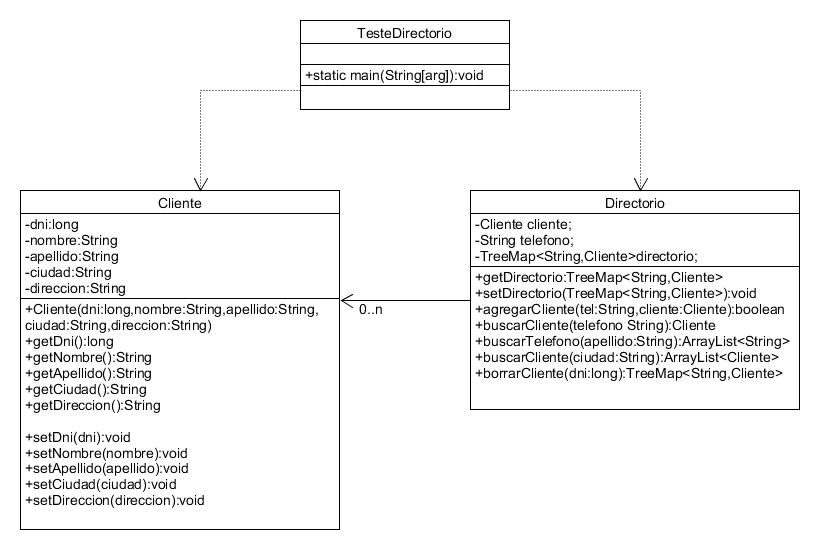 TesteDirectorio
+static main(String[arg]):void
Cliente
-dni:long
-nombre:String
-apellido:String
-ciudad:String
-direccion:String
+Cliente(dni:long,nombre:String,apellido:String,
ciudad:String,direccion:String)
+getDni():long
+getNombre():String
+getApellido():String
+getCiudad():String
+getDireccion():String
+setDni(dni):void
+setNombre(nombre):void
+setApellido(apellido):void
+setCiudad(ciudad):void
+setDireccion(direccion):void
0..n
Directorio
-Cliente cliente;
-String telefono;
-TreeMap<String,Cliente>directorio;
+getDirectorio:TreeMap<String,Cliente>
+setDirectorio(TreeMap<String,Cliente>):void
+agregarCliente(tel:String,cliente:Cliente):boolean
+buscarCliente(telefono String):Cliente
+buscarTelefono(apellido:String):ArrayList<String>
+buscarCliente(ciudad:String):ArrayList<Cliente>
+borrarCliente(dni:long):TreeMap<String,Cliente>